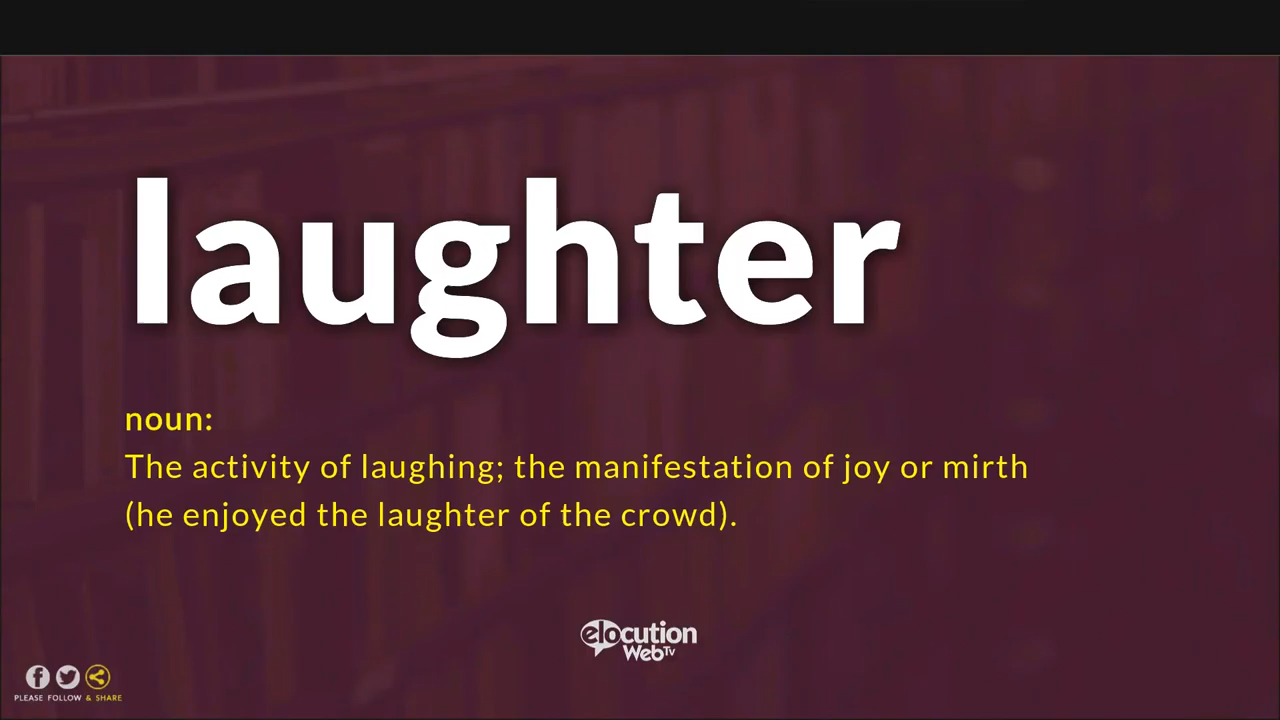 laughter
noun:
The activity of laughing; the manifestation of joy or mirth
(he enjoyed the laughter of the crowd).
elocution
WebTv
PLEASE FOLLOW & SHARE